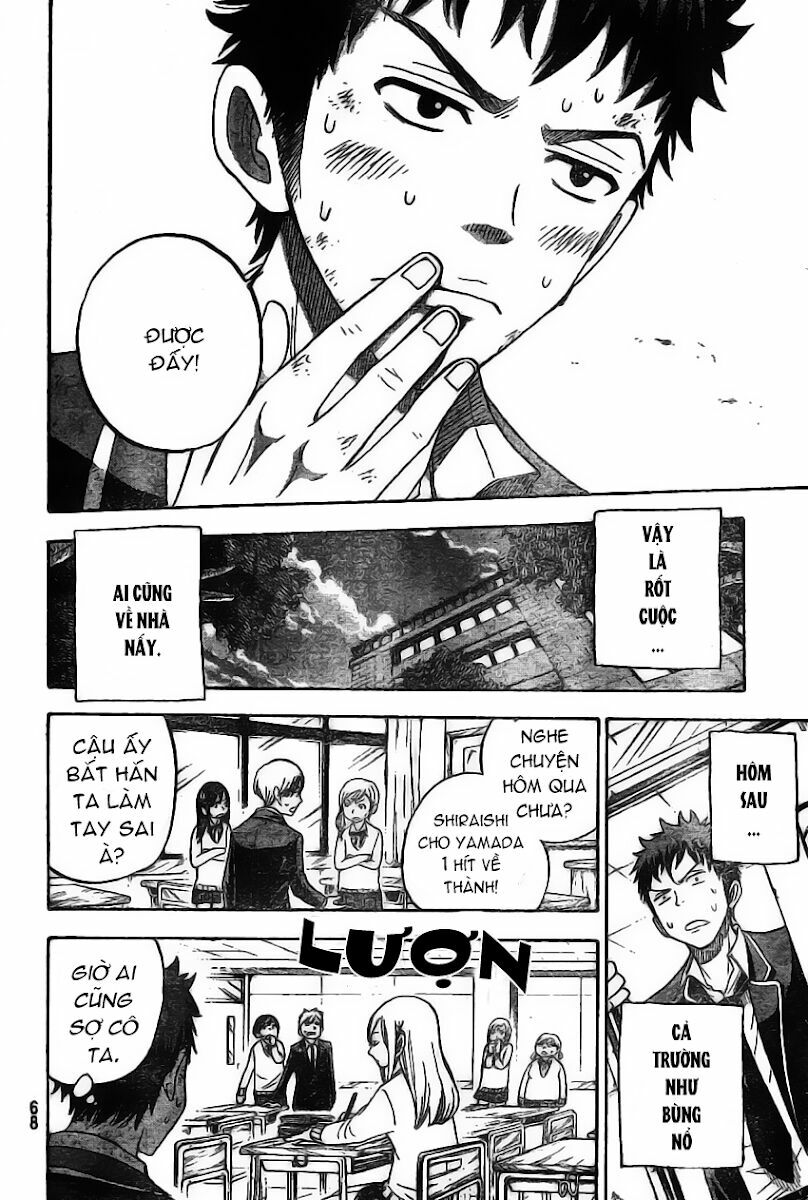 ĐƯỢC
ĐẤY!
VẬY
LÀ
RỐT
CUỘC
...
AI CŨNG
VỀ NHÀ
NẤY.
HÔM
SAU
...
CẢ
TRƯỜNG
NHƯ
BÙNG
NỔ
NGHE
CHUYỆN
HÔM QUA
CHƯA?
SHIRAISHI
CHO YAMADA
1 HÍT VỀ
THÀNH!
CÂU ẤY
BẮT HẮN
TA LÀM
TAY SAI
À?
LƯỢN
GIỜ AI
CŨNG
SỢ CÔ
TA.
68